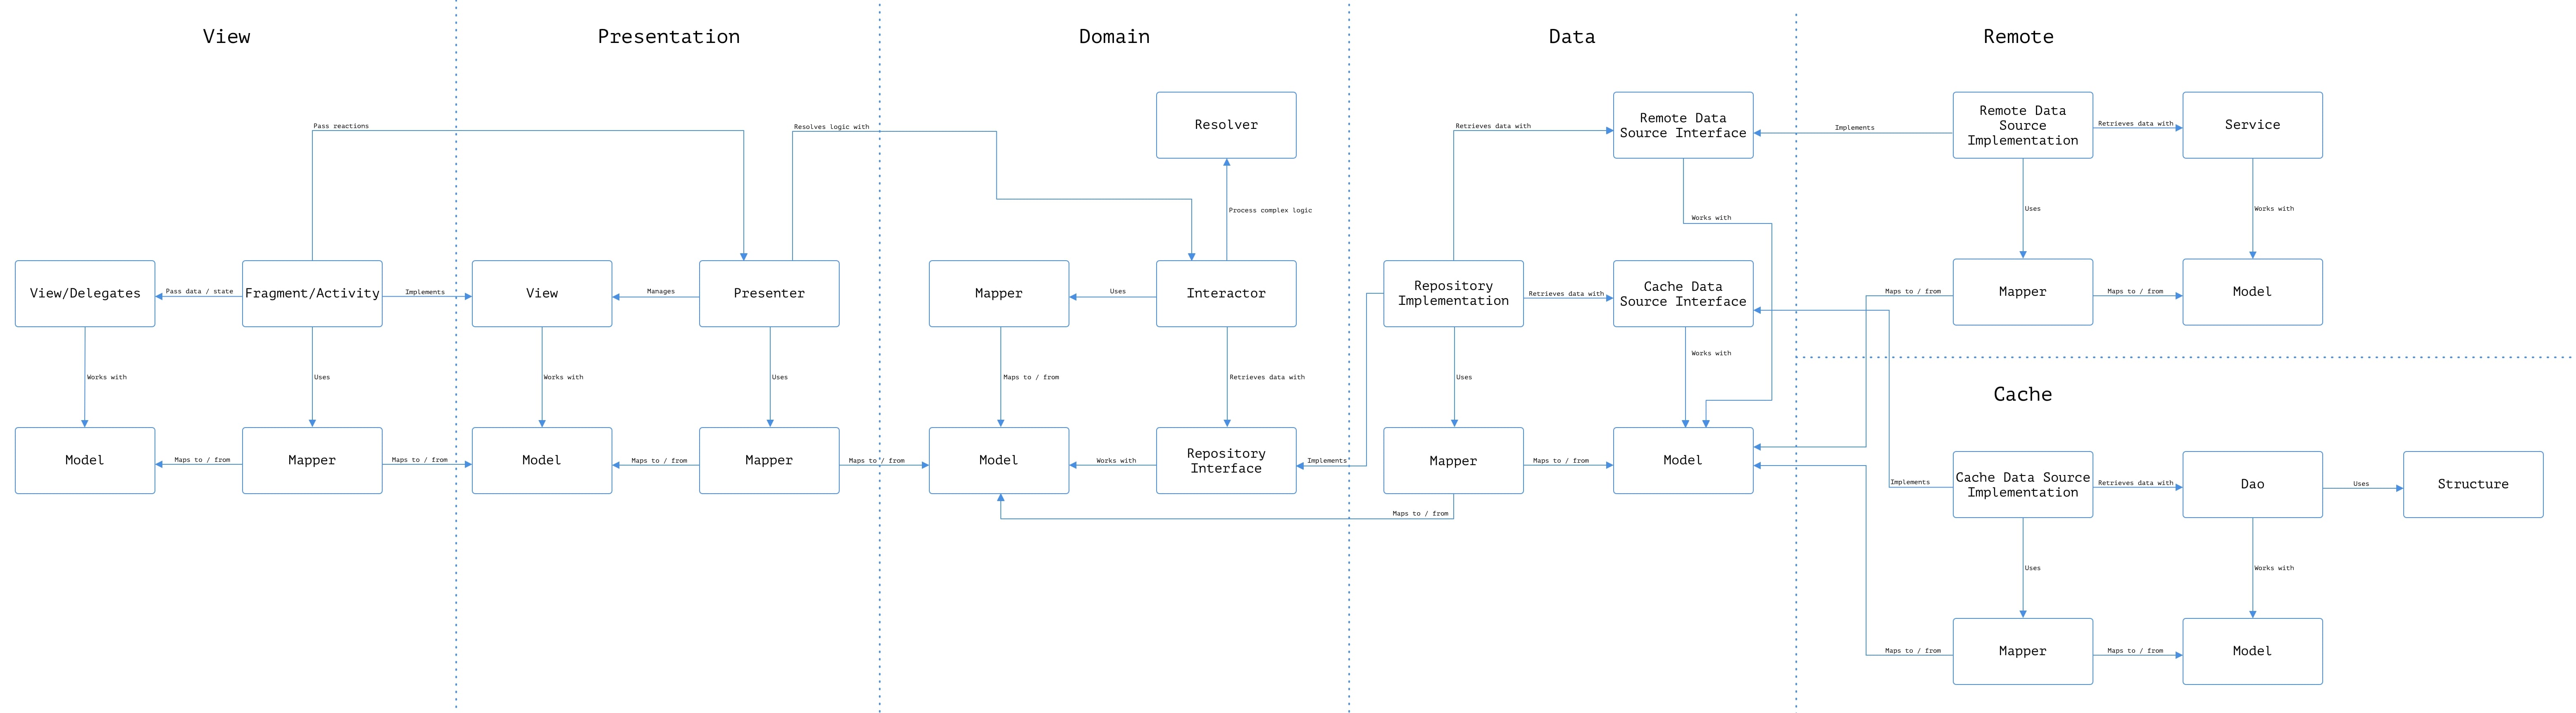 View
Presentation
Domain
Data
Remote
Pass reactions
Resolves logic with
Resolver
Retrieves data with
Remote Data
Source Interface
Implements
Remote Data
Source
Implementation
Retrieves data with
Service
Process complex logic
Works with
Uses
Works with
View/Delegates
Pass data / state
Fragment/Activity
Implements
View
Manages
Presenter
Mapper
Uses
Interactor
Repository
Implementation
Retrieves data with
Cache Data
Source Interface
Maps to / from
Mapper
Maps to / from
Model
Works with
Uses
Works with
Uses
Maps to / from
Retrieves data with
Uses
Works with
Cache
Model
Maps to / from
Mapper
Maps to / from
Model
Maps to / from
Mapper
Maps to / from
Model
Works with
Repository
Interface
Implements
Mapper
Maps to / from
Model
Maps to / from
Implements
Cache Data Source
Implementation
Retrieves data with
Dao
Uses
Structure
Uses
Works with
Maps to / from
Mapper
Maps to / from
Model